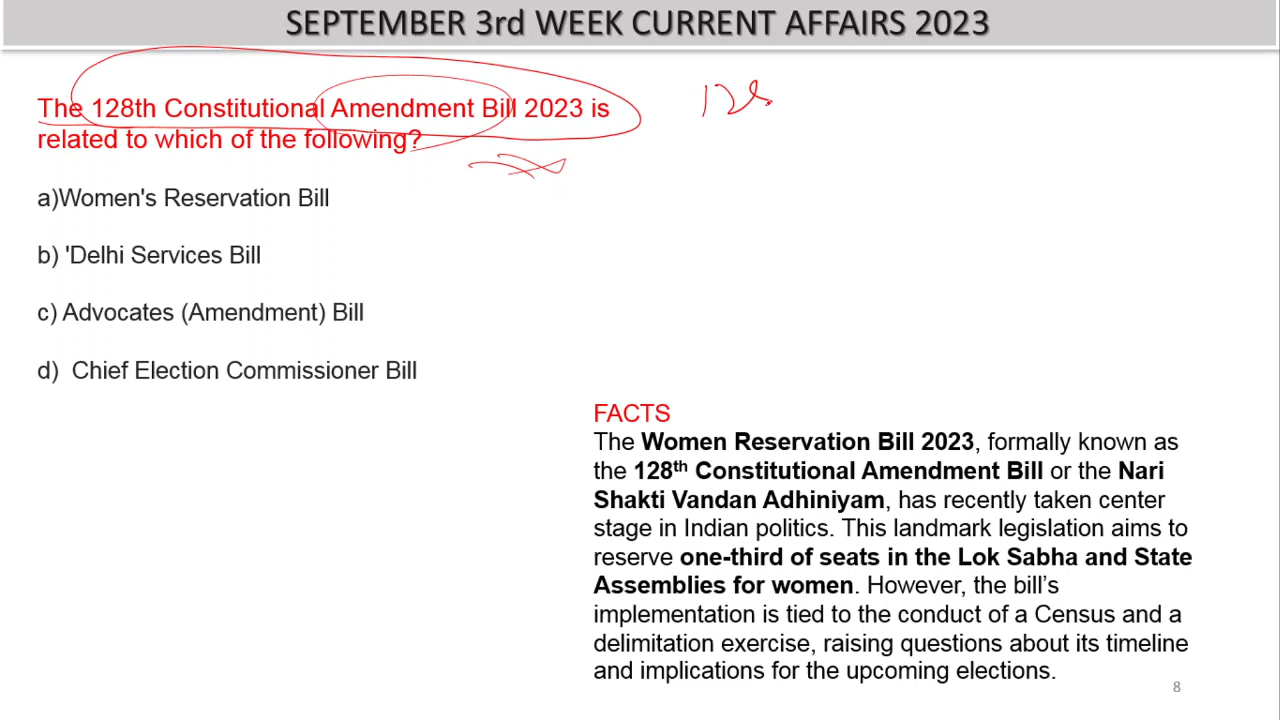 SEPTEMBER 3rd WEEK CURRENT AFFAIRS 2023
The 128th Constitutional Amendment Bill 2023 is
related to which of the following?
128
a)Women's Reservation Bill
b) 'Delhi Services Bill
c) Advocates (Amendment) Bill
d) Chief Election Commissioner Bill
FACTS
The Women Reservation Bill 2023, formally known as
the 128th Constitutional Amendment Bill or the Nari
Shakti Vandan Adhiniyam, has recently taken center
stage in Indian politics. This landmark legislation aims to
reserve one-third of seats in the Lok Sabha and State
Assemblies for women. However, the bill’s
implementation is tied to the conduct of a Census and a
delimitation exercise, raising questions about its timeline
and implications for the upcoming elections.
8